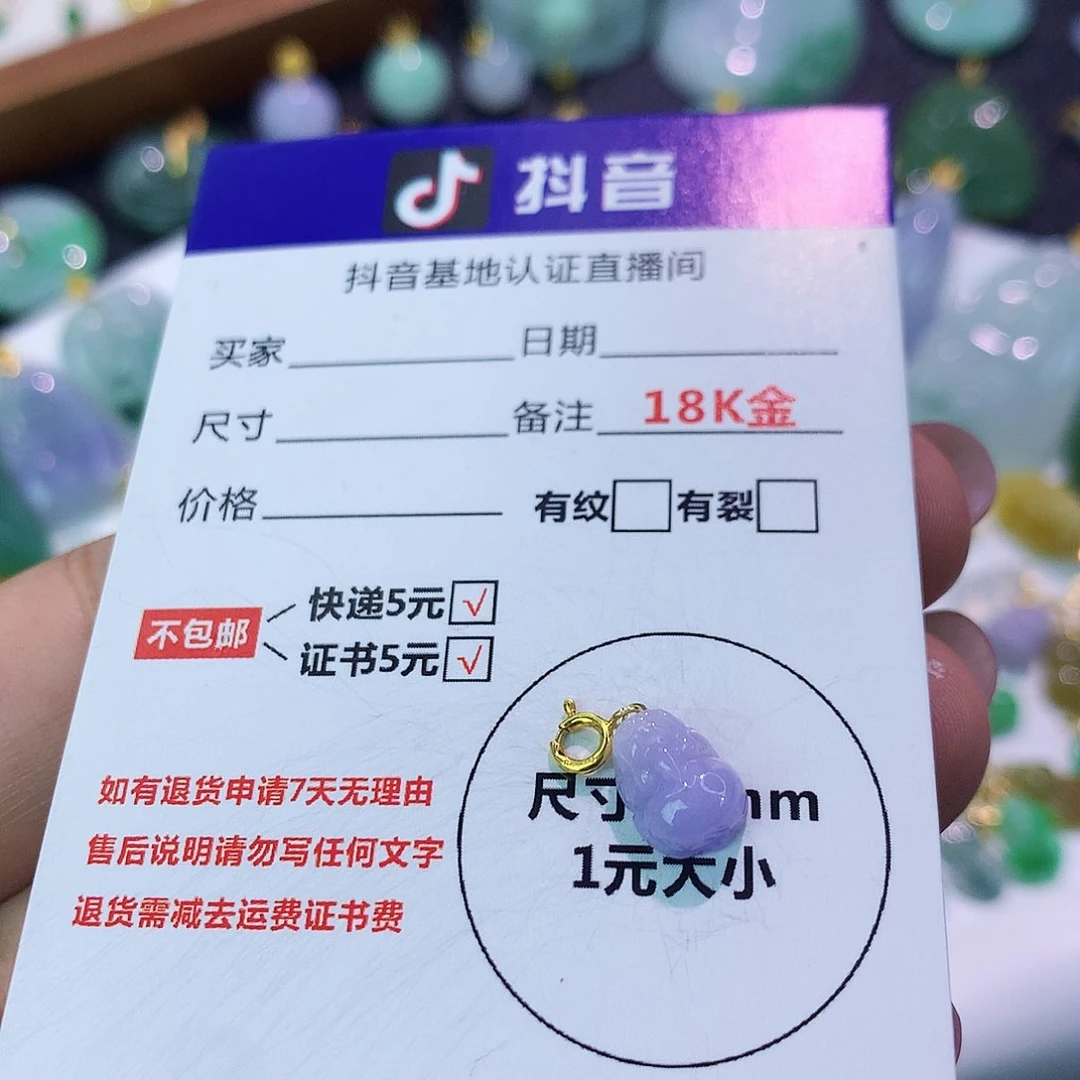 抖音
抖音基地认证直播间
买家 日期
尺寸 备注 18K金
价格 有纹 有裂
不包邮
快递5元 √
证书5元 √
如有退货申请7天无理由
售后说明请勿写任何文字
退货需减去运费证书费
尺寸 mm
1元大小